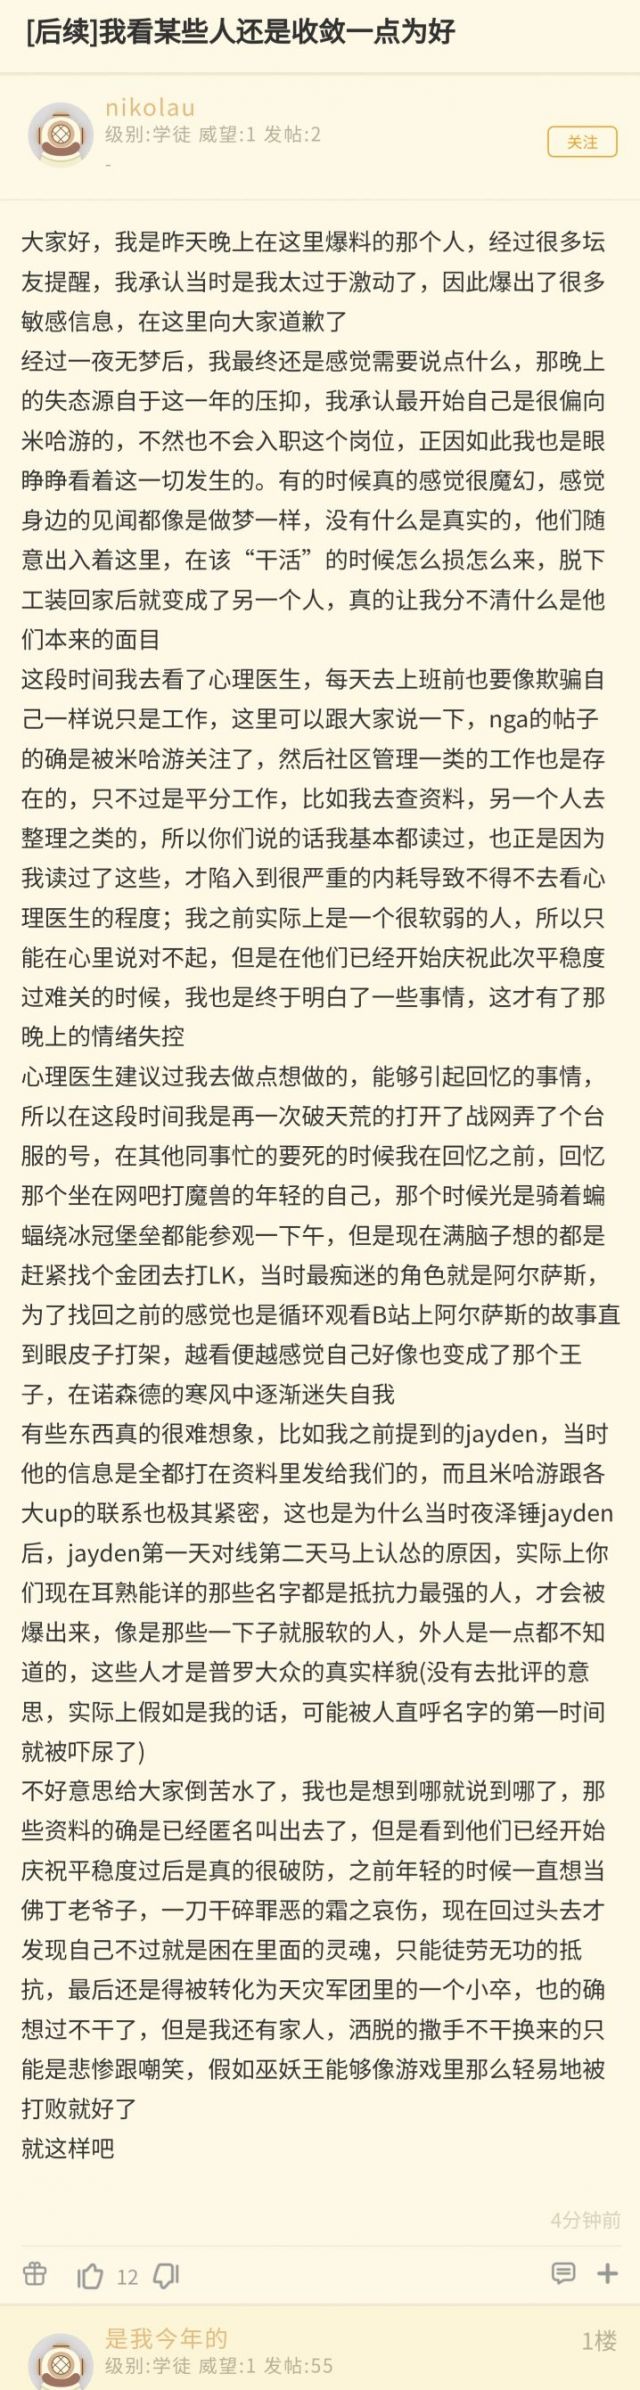 [后续]我看某些人还是收敛一点为好
nikolau
级别:学徒 威望:1 发帖:2
-
关注
大家好，我是昨天晚上在这里爆料的那个人，经过很多坛
友提醒，我承认当时是我太过于激动了，因此爆出了很多
敏感信息，在这里向大家道歉了
经过一夜无梦后，我最终还是感觉需要说点什么，那晚上
的失态源自于这一年的压抑，我承认最开始自己是很偏向
米哈游的，不然也不会入职这个岗位，正因如此我也是眼
睁睁看着这一切发生的。有的时候真的感觉很魔幻，感觉
身边的见闻都像是做梦一样，没有什么是真实的，他们随
意出入着这里，在该“干活”的时候怎么损怎么来，脱下
工装回家后就变成了另一个人，真的让我分不清什么是他
们本来的面目
这段时间我去看了心理医生，每天去上班前也要像欺骗自
己一样说只是工作，这里可以跟大家说一下，nga的帖子
的确是被米哈游关注了，然后社区管理一类的工作也是存
在的，只不过是平分工作，比如我去查资料，另一个人去
整理之类的，所以你们说的话我基本都读过，也正是因为
我读过了这些，才陷入到很严重的内耗导致不得不去看心
理医生的程度；我之前实际上是一个很软弱的人，所以只
能在心里说对不起，但是在他们已经开始庆祝此次平稳度
过难关的时候，我也是终于明白了一些事情，这才有了那
晚上的情绪失控
心理医生建议过我去做点想做的，能够引起回忆的事情，
所以在这段时间我是再一次破天荒的打开了战网弄了个台
服的号，在其他同事忙的要死的时候我在回忆之前，回忆
那个坐在网吧打魔兽的年轻的自己，那个时候光是骑着蝙
蝠绕冰冠堡垒都能参观一下午，但是现在满脑子想的都是
赶紧找个金团去打LK，当时最痴迷的角色就是阿尔萨斯，
为了找回之前的感觉也是循环观看B站上阿尔萨斯的故事直
到眼皮子打架，越看便越感觉自己好像也变成了那个王
子，在诺森德的寒风中逐渐迷失自我
有些东西真的很难想象，比如我之前提到的jayden，当时
他的信息是全都打在资料里发给我们的，而且米哈游跟各
大up的联系也极其紧密，这也是为什么当时夜泽锤jayden
后，jayden第一天对线第二天马上认怂的原因，实际上你
们现在耳熟能详的那些名字都是抵抗力最强的人，才会被
爆出来，像是那些一下子就服软的人，外人是一点都不知
道的，这些人才是普罗大众的真实样貌(没有去批评的意
思，实际上假如是我的话，可能被人直呼名字的第一时间
就被吓尿了)
不好意思给大家倒苦水了，我也是想到哪就说到哪了，那
些资料的确是已经匿名叫出去了，但是看到他们已经开始
庆祝平稳度过后是真的很破防，之前年轻的时候一直想当
佛丁老爷子，一刀干碎罪恶的霜之哀伤，现在回过头去才
发现自己不过就是困在里面的灵魂，只能徒劳无功的抵
抗，最后还是得被转化为天灾军团里的一个小卒，也的确
想过不干了，但是我还有家人，洒脱的撒手不干换来的只
能是悲惨跟嘲笑，假如巫妖王能够像游戏里那么轻易地被
打败就好了
就这样吧
4分钟前
12
是我今年的
1楼
级别:学徒 威望:1 发帖:55